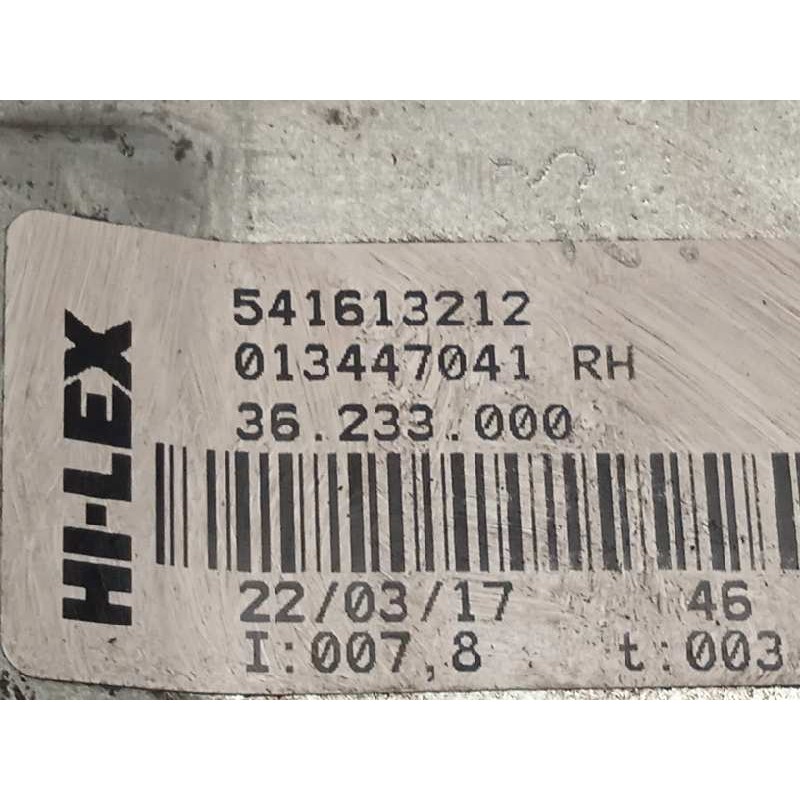 HI-LEX
541613212
013447041 RH
36.233.000
22/03/17 46
I:007,8 t:003